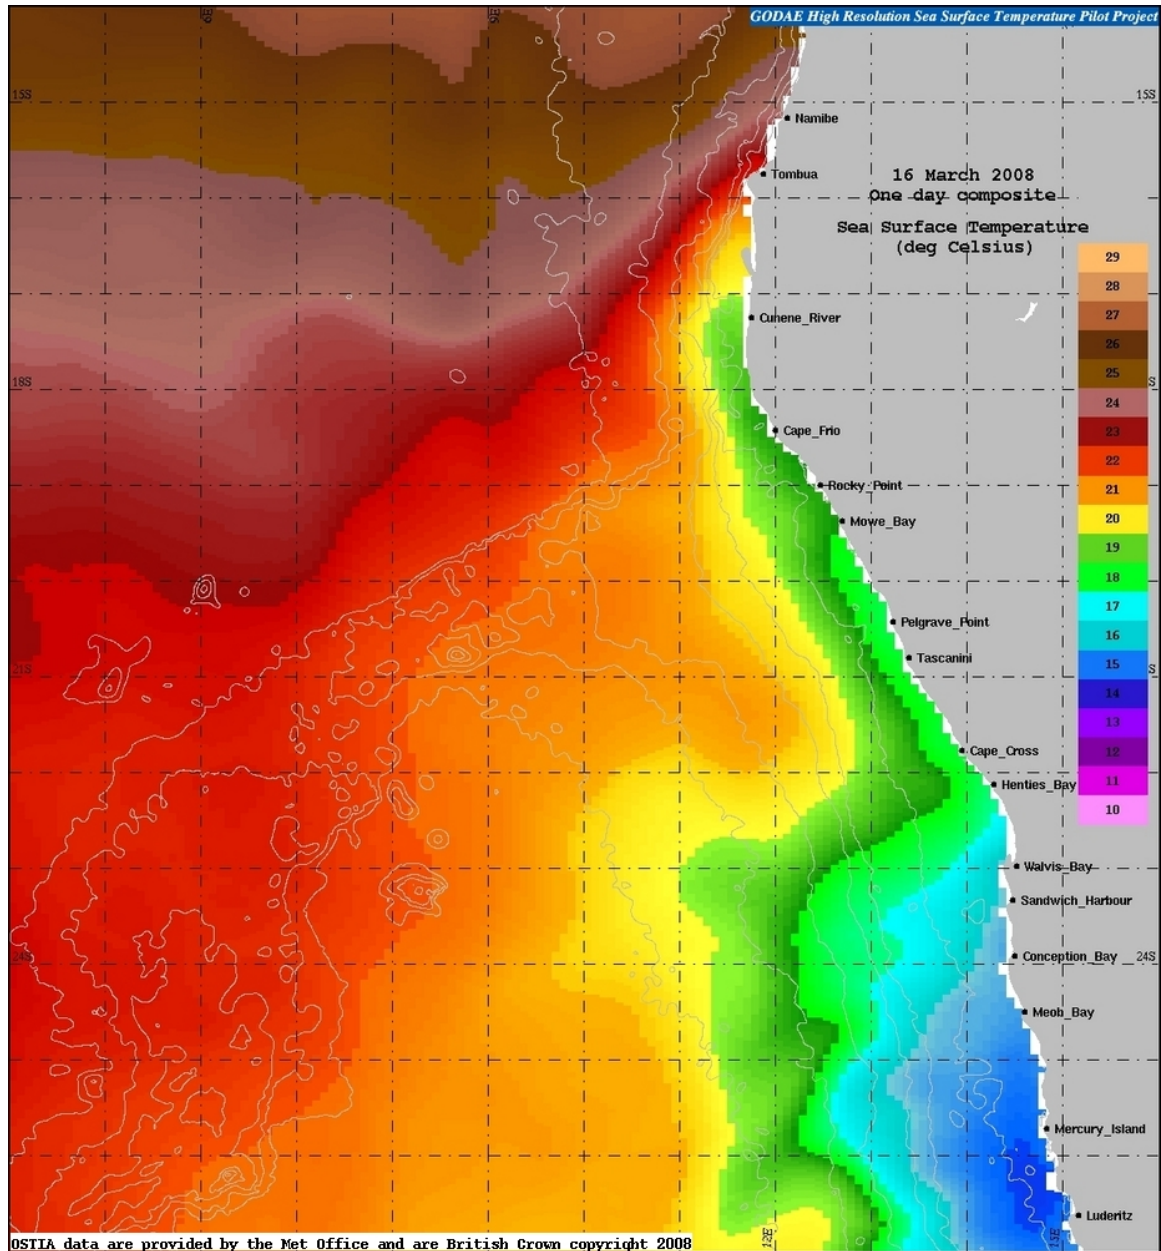 GODAE High Resolution Sea Surface Temperature Pilot Project
6E
9E
15S
15S
Namibe
Tombua
16 March 2008
One day composite
Sea Surface Temperature
(deg Celsius)
29
28
27
26
25
24
23
22
21
20
19
18
17
16
15
14
13
12
11
10
Cunene_River
18S
S
Cape_Frio
Rocky_Point
Mowe_Bay
Pelgrave_Point
Tascanini
21S
S
Cape_Cross
Henties_Bay
Walvis_Bay
Sandwich_Harbour
24S
Conception_Bay
24S
Meob_Bay
Mercury_Island
Luderitz
12E
15E
OSTIA data are provided by the Met Office and are British Crown copyright 2008